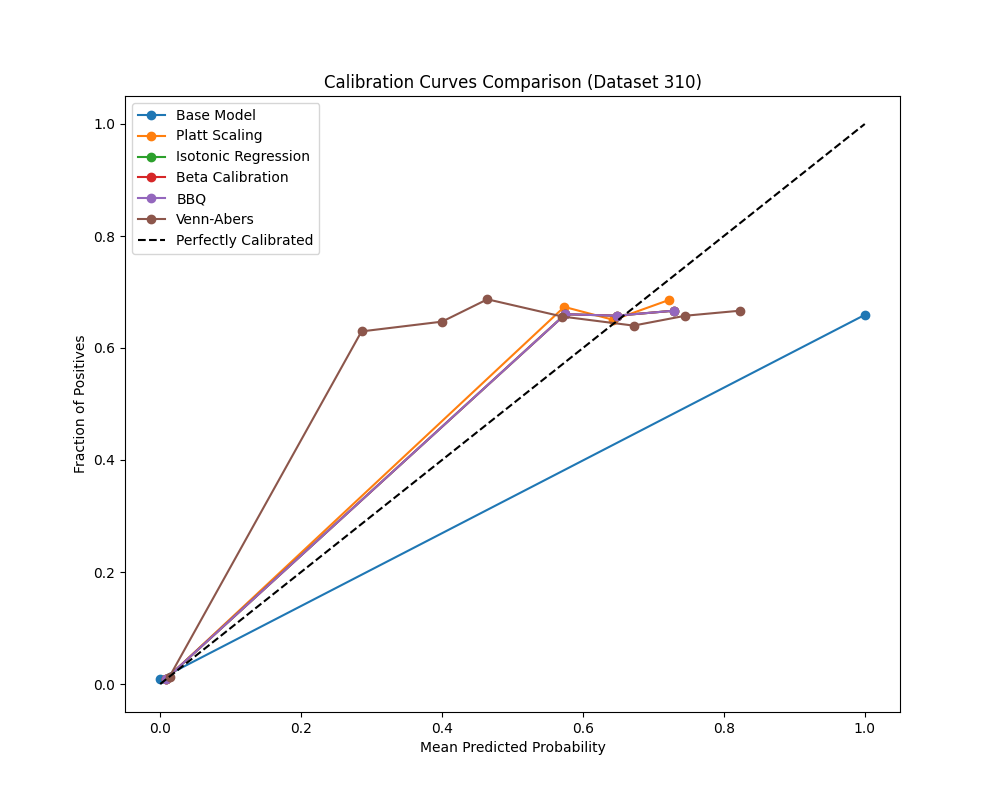 Calibration Curves Comparison (Dataset 310)
Base Model
Platt Scaling
Isotonic Regression
Beta Calibration
BBQ
Venn-Abers
Perfectly Calibrated
1.0
0.8
0.6
0.4
0.2
0.0
Fraction of Positives
0.0 0.2 0.4 0.6 0.8 1.0
Mean Predicted Probability